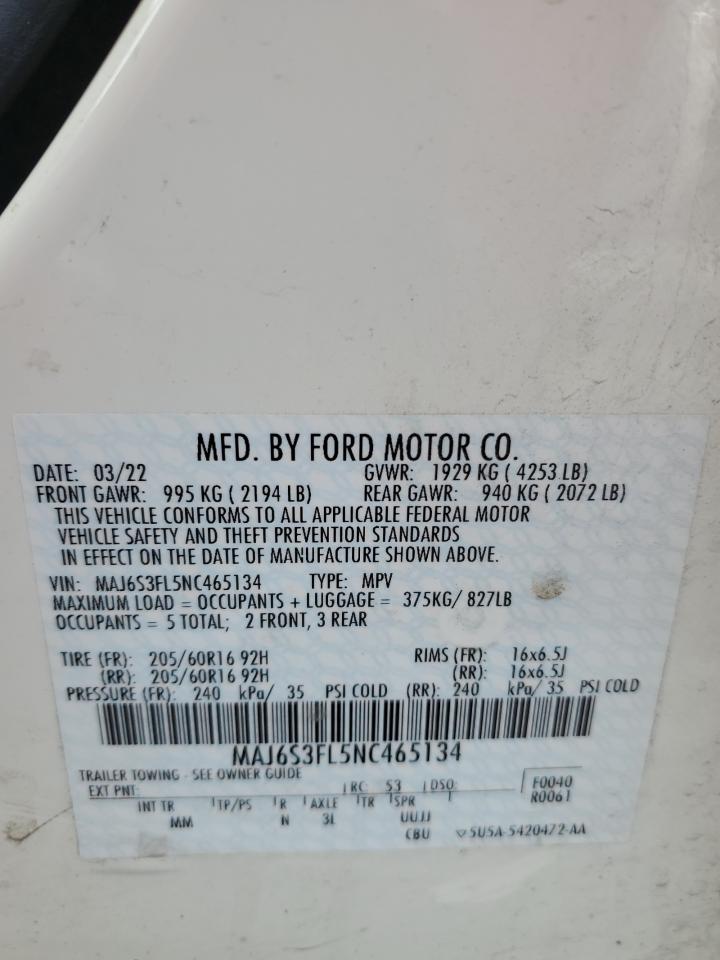 MFD. BY FORD MOTOR CO.
DATE: 03/22 GVWR: 1929 KG ( 4253 LB)
FRONT GAWR: 995 KG ( 2194 LB) REAR GAWR: 940 KG ( 2072 LB)
THIS VEHICLE CONFORMS TO ALL APPLICABLE FEDERAL MOTOR
VEHICLE SAFETY AND THEFT PREVENTION STANDARDS
IN EFFECT ON THE DATE OF MANUFACTURE SHOWN ABOVE.
VIN: MAJ6S3FL5NC465134 TYPE: MPV
MAXIMUM LOAD = OCCUPANTS + LUGGAGE = 375KG/ 827LB
OCCUPANTS = 5 TOTAL; 2 FRONT, 3 REAR
TIRE (FR): 205/60R16 92H RIMS (FR): 16x6.5J
(RR): 205/60R16 92H (RR): 16x6.5J
PRESSURE (FR): 240 kPa/ 35 PSI COLD (RR): 240 kPa/ 35 PSI COLD
MAJ6S3FL5NC465134
TRAILER TOWING - SEE OWNER GUIDE
EXT PNT: RC: 53 DSO: F0040
R0061
INT TR TP/PS R AXLE TR SPR
MM N 3L UUJJ
CBU 5U5A-5420472-AA